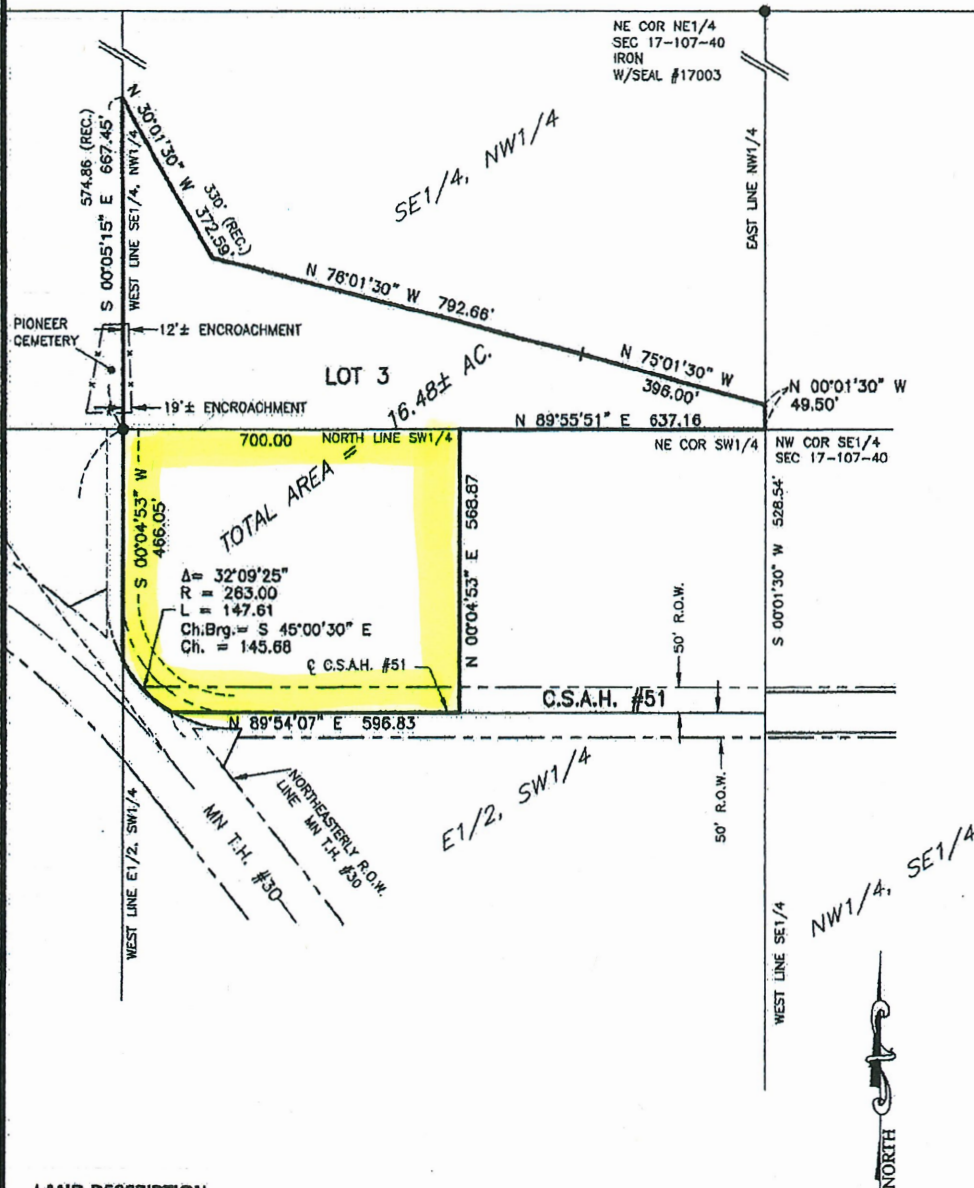 NE COR NE1/4
SEC 17-107-40
IRON
W/SEAL #17003
574.86 (REC.)
S 00°05'15" E 667.45'
WEST LINE SE1/4, NW1/4
N 30°01'30" W
330' (REC.)
372.59'
SE1/4, NW1/4
EAST LINE NW1/4
N 76°01'30" W 792.66'
PIONEER
CEMETERY
12'± ENCROACHMENT
LOT 3
N 75°01'30" W
396.00'
N 00°01'30" W
49.50'
19'± ENCROACHMENT
TOTAL AREA = 16.48± AC.
N 89°55'51" E 637.16
700.00
NORTH LINE SW1/4
NE COR SW1/4
NW COR SE1/4
SEC 17-107-40
S 00°04'53" W
466.05'
N 00°04'53" E 568.87
S 00°01'30" W 528.54'
Δ= 32°09'25"
R = 263.00
L = 147.61
Ch.Brg.= S 45°00'30" E
Ch. = 145.68
℄ C.S.A.H. #51
50' R.O.W.
C.S.A.H. #51
N 89°54'07" E 596.83
50' R.O.W.
E1/2, SW1/4
NORTHEASTERLY R.O.W.
LINE MN T.H. #30
MN T.H. #30
WEST LINE E1/2, SW1/4
NW1/4, SE1/4
WEST LINE SE1/4
NORTH
LAND DESCRIPTION